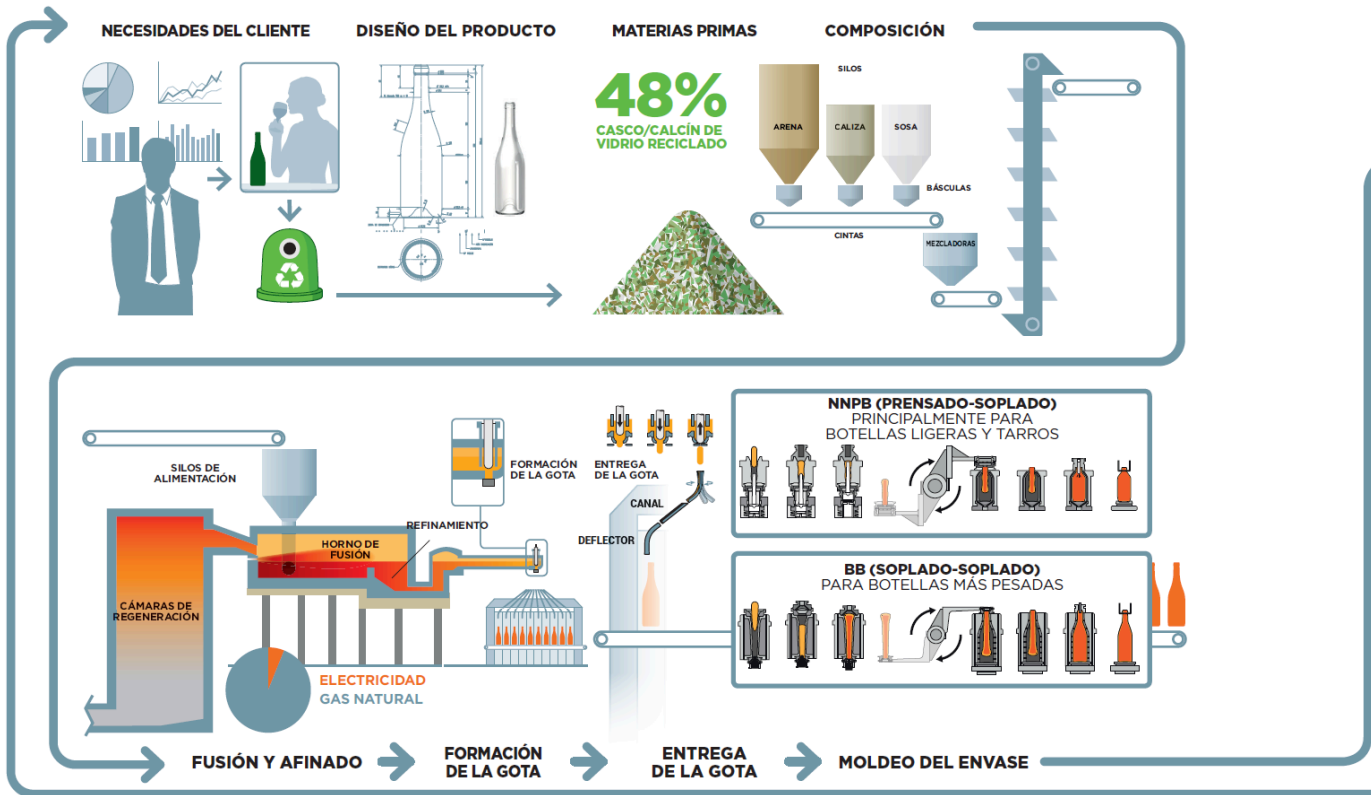 NECESIDADES DEL CLIENTE
DISEÑO DEL PRODUCTO
MATERIAS PRIMAS
COMPOSICIÓN
48%
CASCO/CALCÍN DE
VIDRIO RECICLADO
SILOS
ARENA
CALIZA
SOSA
BÁSCULAS
CINTAS
MEZCLADORAS
SILOS DE
ALIMENTACIÓN
CÁMARAS DE
REGENERACIÓN
HORNO DE
FUSIÓN
REFINAMIENTO
ELECTRICIDAD
GAS NATURAL
FORMACIÓN
DE LA GOTA
ENTREGA
DE LA GOTA
CANAL
DEFLECTOR
NNPB (PRENSADO-SOPLADO)
PRINCIPALMENTE PARA
BOTELLAS LIGERAS Y TARROS
BB (SOPLADO-SOPLADO)
PARA BOTELLAS MÁS PESADAS
FUSIÓN Y AFINADO
FORMACIÓN
DE LA GOTA
ENTREGA
DE LA GOTA
MOLDEO DEL ENVASE